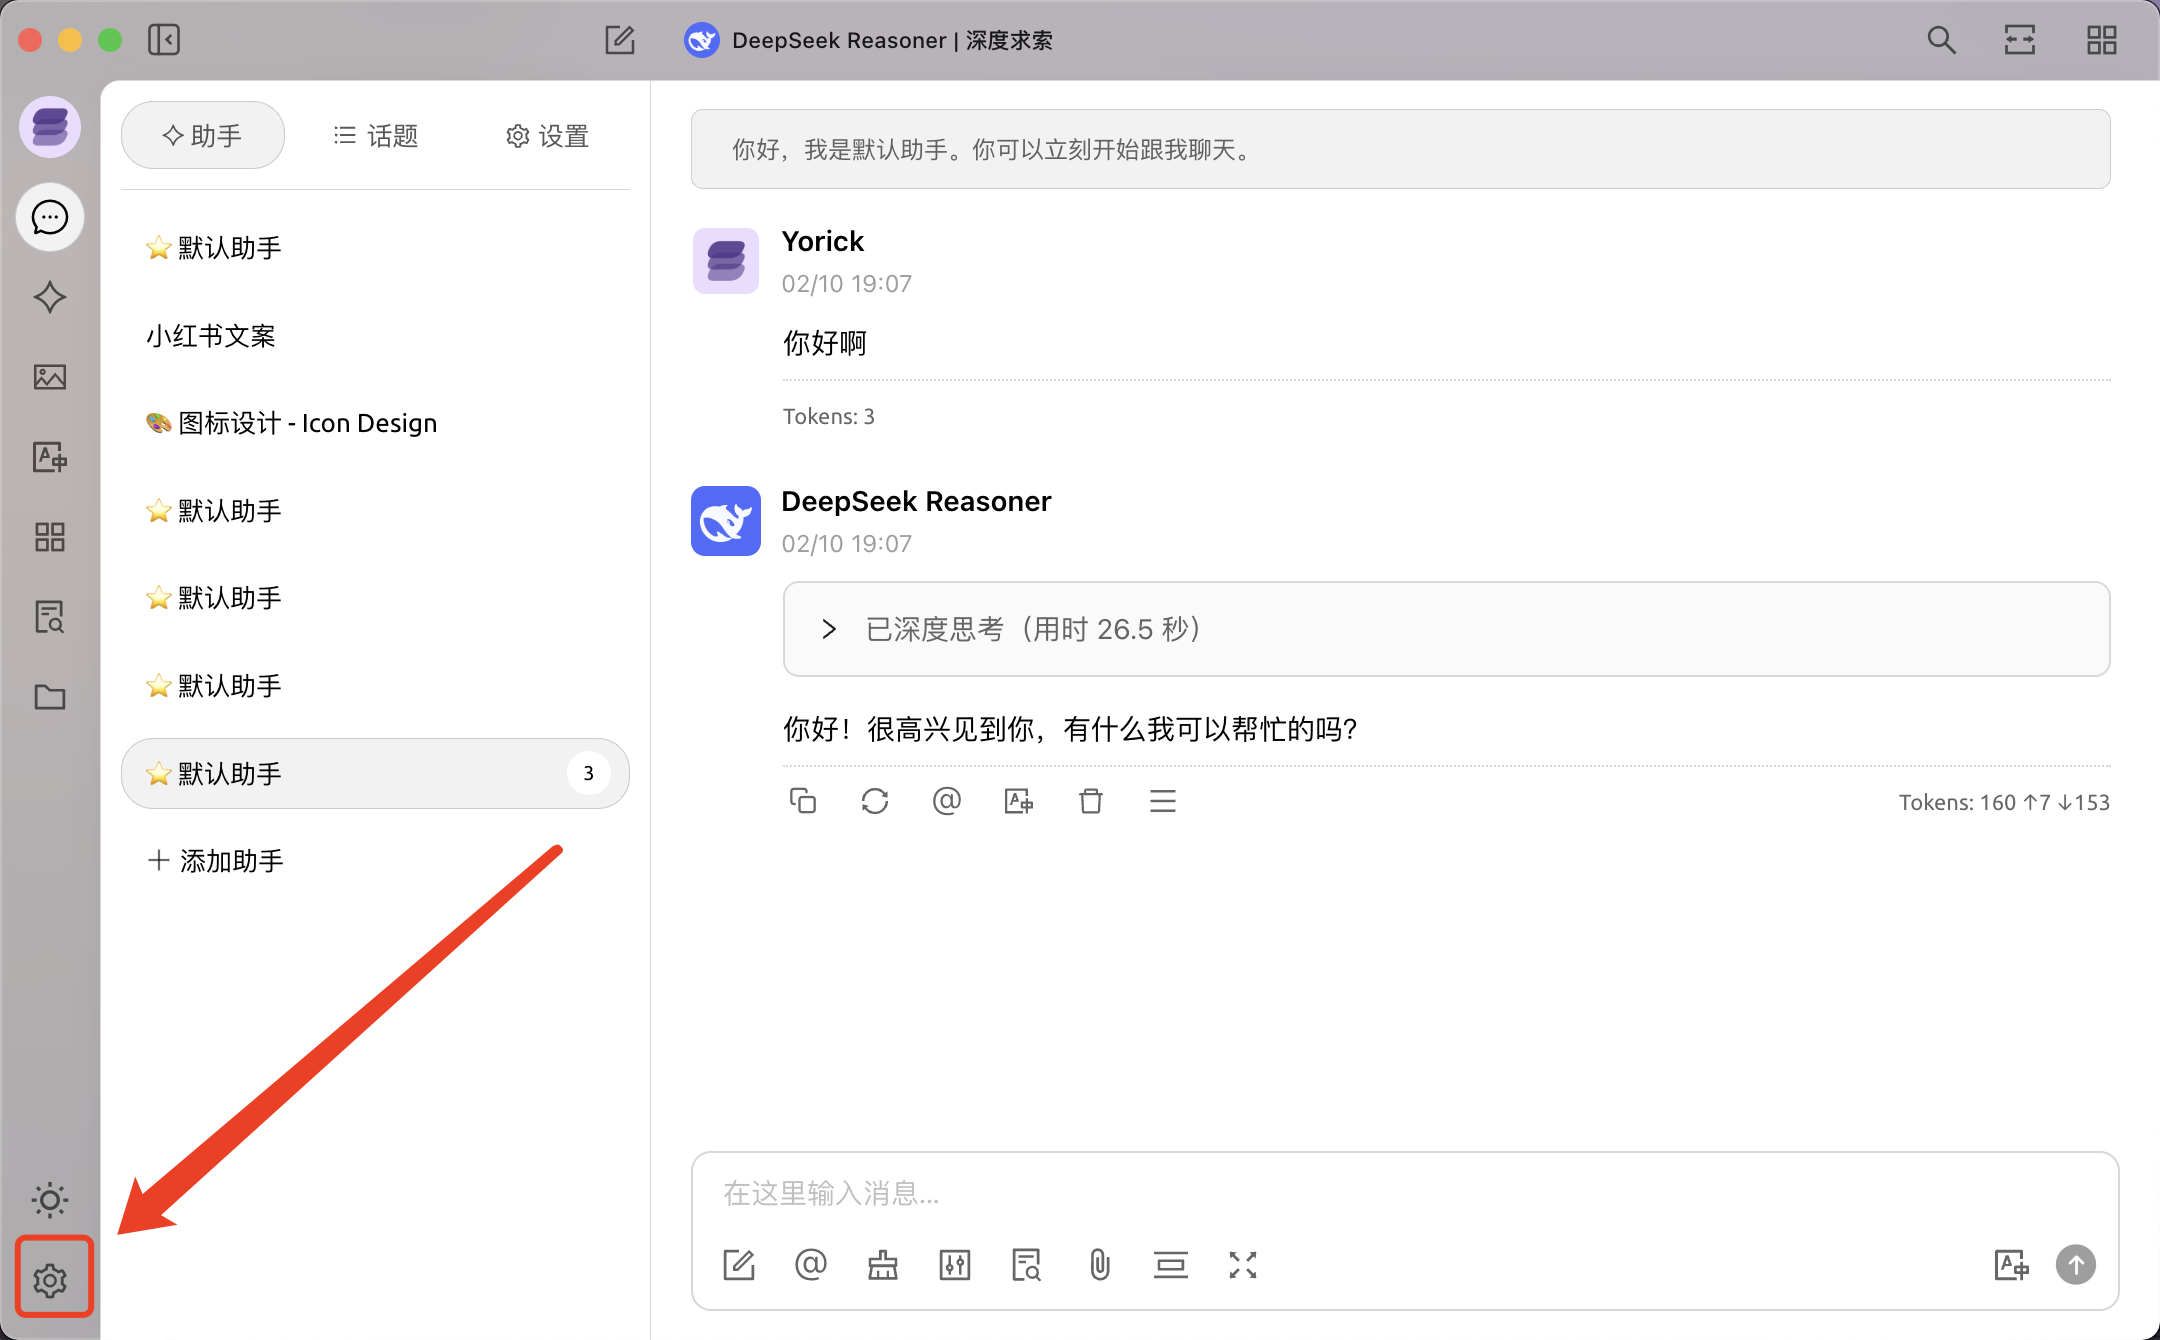 DeepSeek Reasoner | 深度求索
助手
话题
设置
默认助手
小红书文案
图标设计 - Icon Design
默认助手
默认助手
默认助手
默认助手
3
添加助手
你好，我是默认助手。你可以立刻开始跟我聊天。
Yorick
02/10 19:07
你好啊
Tokens: 3
DeepSeek Reasoner
02/10 19:07
已深度思考（用时 26.5 秒）
你好！很高兴见到你，有什么我可以帮忙的吗？
Tokens: 160 ↑7 ↓153
在这里输入消息...